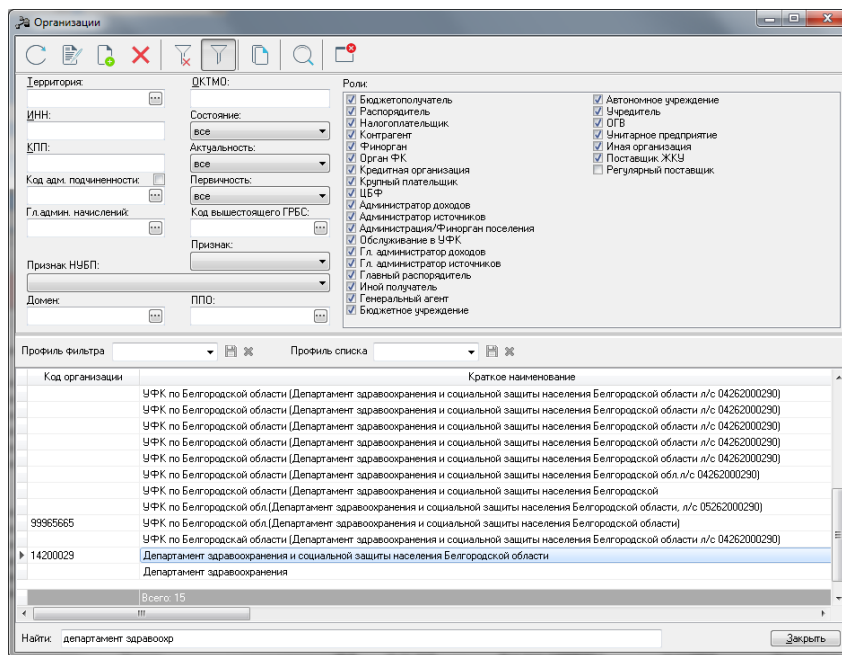 Организации
Территория:
ОКТМО:
Роли:
ИНН:
Состояние:
все
КПП:
Актуальность:
все
Код адм. подчиненности:
Первичность:
все
Гл.админ. начислений:
Код вышестоящего ГРБС:
Признак:
Признак НУБП:
Домен:
ППО:
Бюджетополучатель
Распорядитель
Налогоплательщик
Контрагент
Финорган
Орган ФК
Кредитная организация
Крупный плательщик
ЦБФ
Администратор доходов
Администратор источников
Администрация/Финорган поселения
Обслуживание в УФК
Гл. администратор доходов
Гл. администратор источников
Главный распорядитель
Иной получатель
Генеральный агент
Бюджетное учреждение
Автономное учреждение
Учредитель
ОГВ
Унитарное предприятие
Иная организация
Поставщик ЖКУ
Регулярный поставщик
Профиль фильтра
Профиль списка
Код организации
Краткое наименование
УФК по Белгородской области (Департамент здравоохранения и социальной защиты населения Белгородской области л/с 04262000290)
УФК по Белгородской области (Департамент здравоохранения и социальной защиты населения Белгородской области л/с 04262000290)
УФК по Белгородской области (Департамент здравоохранения и социальной защиты населения Белгородской области л/с 04262000290)
УФК по Белгородской области (Департамент здравоохранения и социальной защиты населения Белгородской области л/с 04262000290)
УФК по Белгородской области (Департамент здравоохранения и социальной защиты населения Белгородской области л/с 04262000290)
УФК по Белгородской области (Департамент здравоохранения и социальной защиты населения Белгородской обл.л/с 04262000290)
УФК по Белгородской области (Департамент здравоохранения и социальной защиты населения Белгородской
УФК по Белгородской обл.(Департамент здравоохранения и социальной защиты населения Белгородской области, л/с 05262000290)
99965665 УФК по Белгородской обл.(Департамент здравоохранения и социальной защиты населения Белгородской области)
УФК по Белгородской области (Департамент здравоохранения и социальной защиты населения Белгородской области л/с 04262000290)
14200029 Департамент здравоохранения и социальной защиты населения Белгородской области
Департамент здравоохранения
Всего: 15
Найти: департамент здравоохр
Закрыть